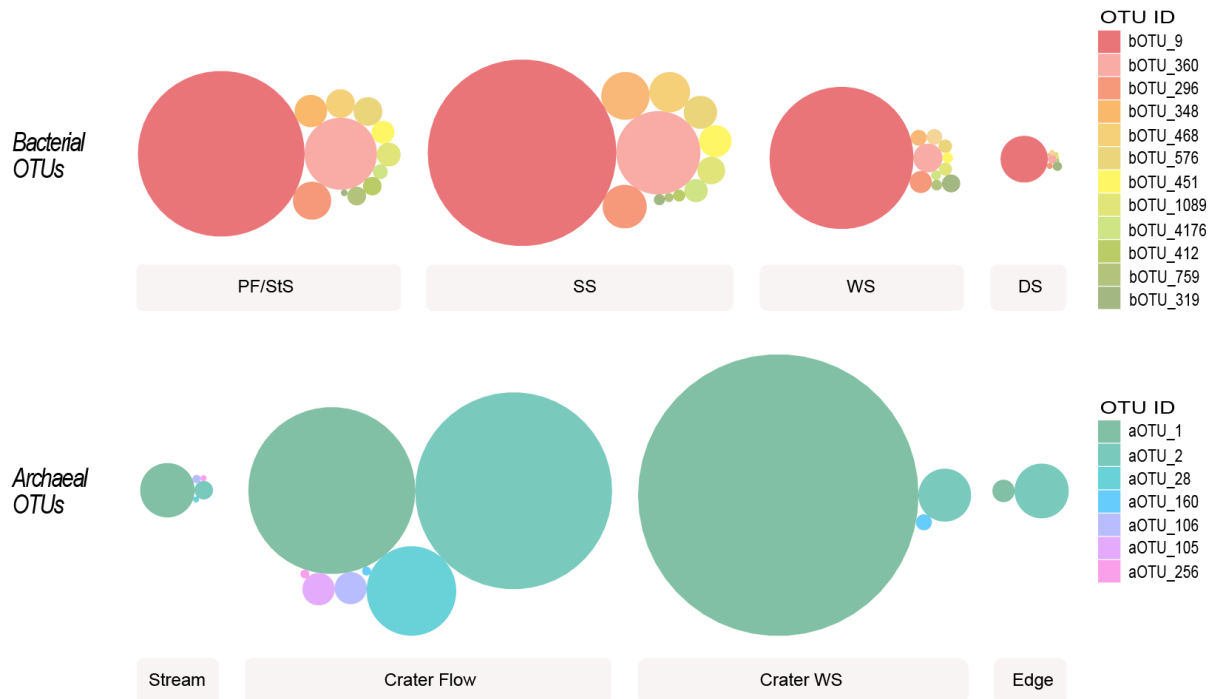 Bacterial
OTUs
PF/StS
SS
WS
DS
OTU ID
bOTU_9
bOTU_360
bOTU_296
bOTU_348
bOTU_468
bOTU_576
bOTU_451
bOTU_1089
bOTU_4176
bOTU_412
bOTU_759
bOTU_319
Archaeal
OTUs
Stream
Crater Flow
Crater WS
Edge
OTU ID
aOTU_1
aOTU_2
aOTU_28
aOTU_160
aOTU_106
aOTU_105
aOTU_256